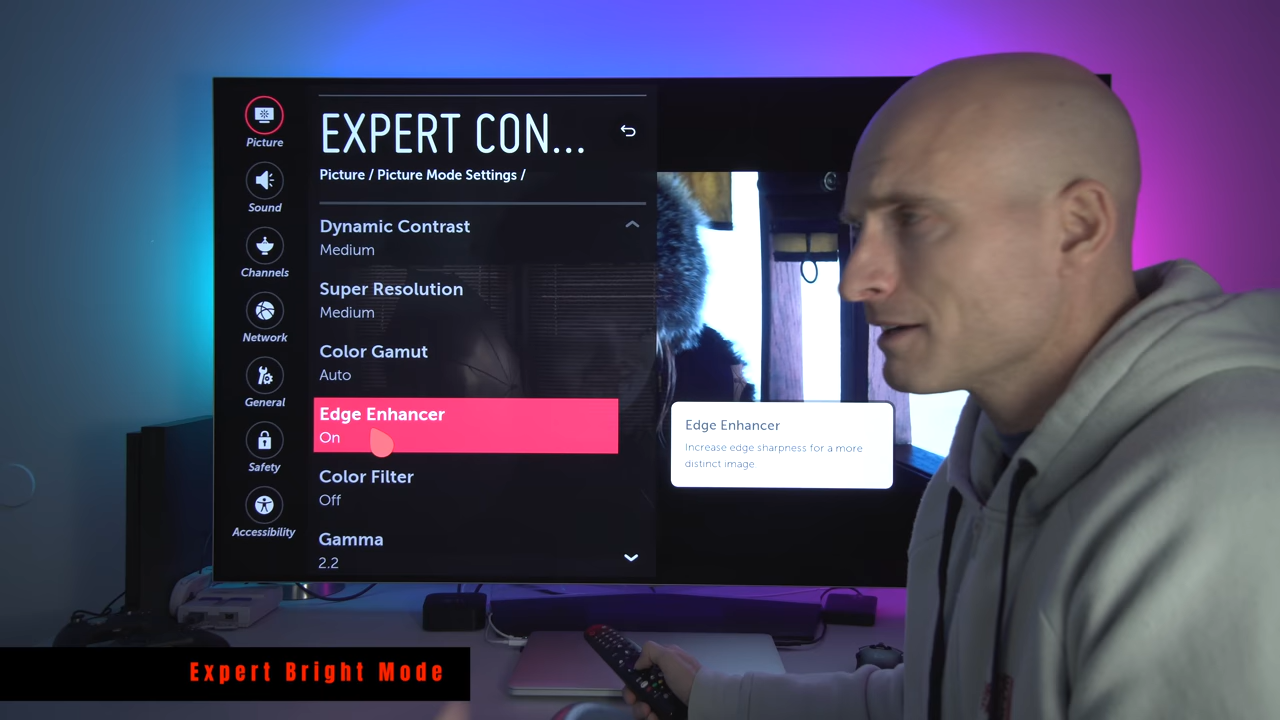 Picture
Sound
Channels
Network
General
Safety
Accessibility
EXPERT CON...
Picture / Picture Mode Settings /
Dynamic Contrast
Medium
Super Resolution
Medium
Color Gamut
Auto
Edge Enhancer
On
Color Filter
Off
Gamma
2.2
Edge Enhancer
Increase edge sharpness for a more
distinct image
Expert Bright Mode